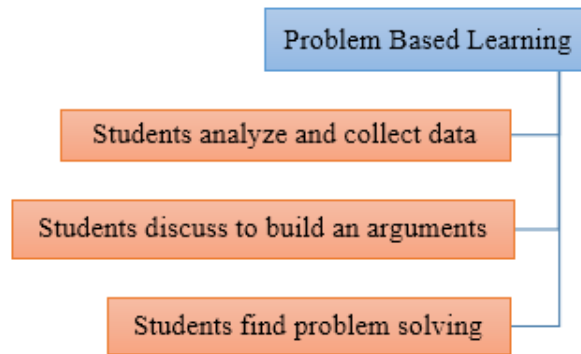 Problem Based Learning
Students analyze and collect data
Students discuss to build an arguments
Students find problem solving